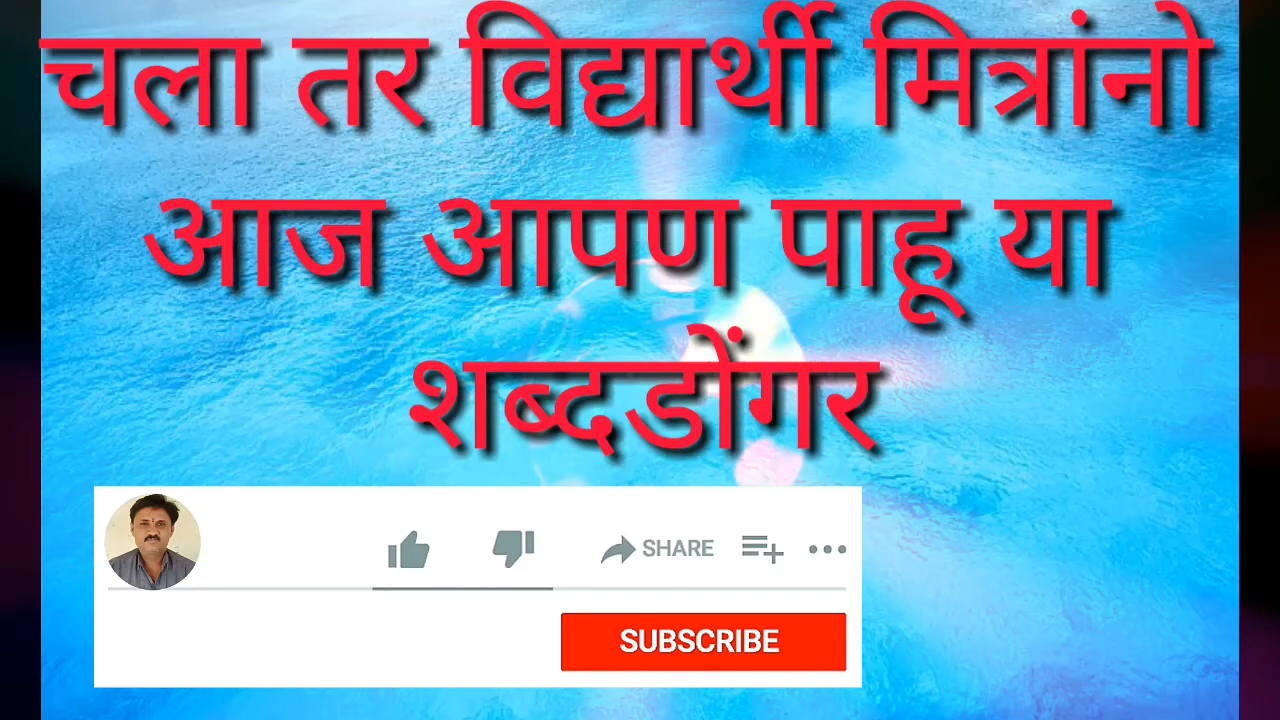 चला तर विद्यार्थी मित्रांनो
आज आपण पाहू या
शब्दडोंगर
SHARE
SUBSCRIBE